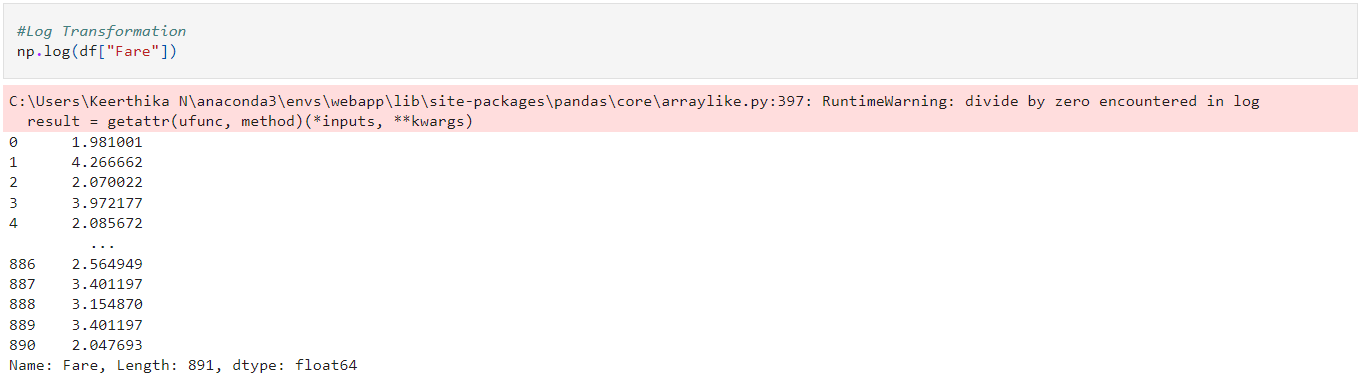 #Log Transformation
np.log(df["Fare"])
C:\Users\Keerthika N\anaconda3\envs\webapp\lib\site-packages\pandas\core\arraylike.py:397: RuntimeWarning: divide by zero encountered in log
  result = getattr(ufunc, method)(*inputs, **kwargs)
0      1.981001
1      4.266662
2      2.070022
3      3.972177
4      2.085672
         ...
886    2.564949
887    3.401197
888    3.154870
889    3.401197
890    2.047693
Name: Fare, Length: 891, dtype: float64